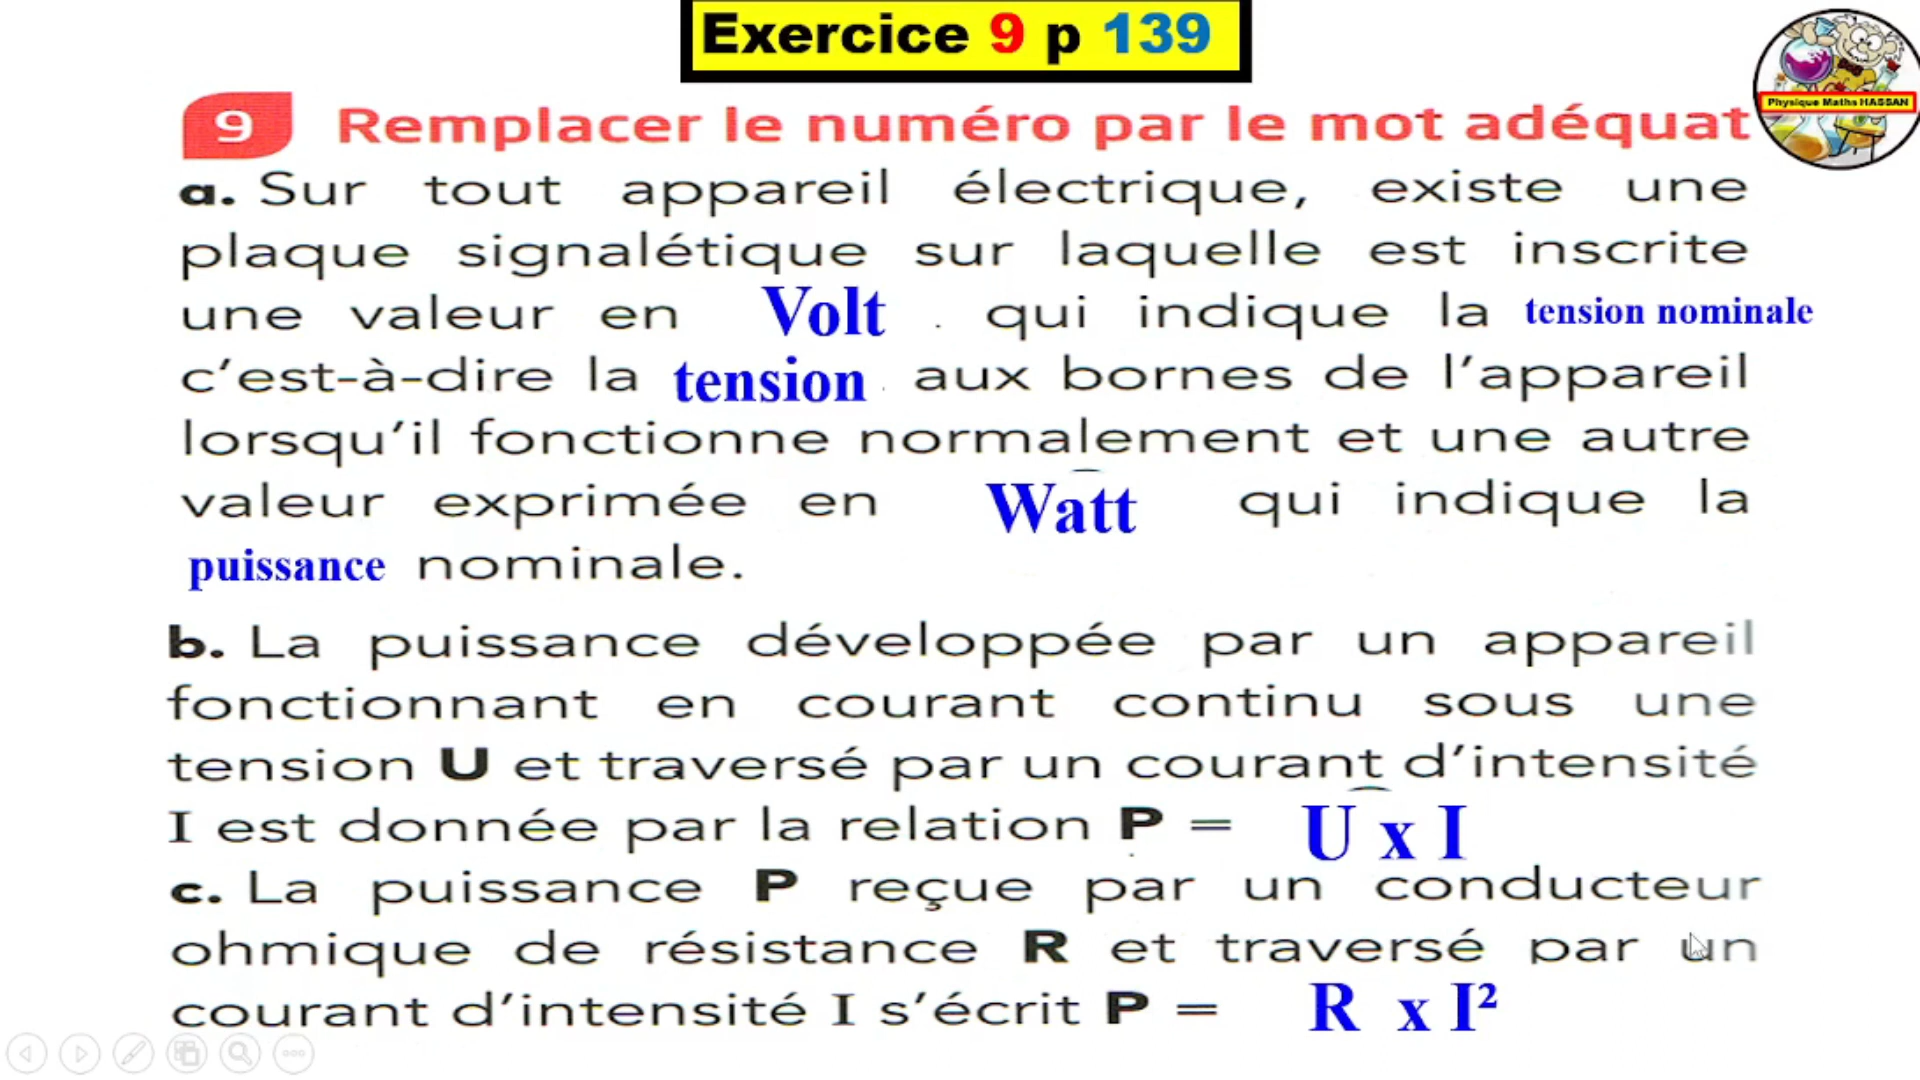 Exercice 9 p 139
Physique Maths HASSAN
9 Remplacer le numéro par le mot adéquat
a. Sur tout appareil électrique, existe une
plaque signalétique sur laquelle est inscrite
une valeur en Volt qui indique la tension nominale
c’est-à-dire la tension aux bornes de l’appareil
lorsqu’il fonctionne normalement et une autre
valeur exprimée en Watt qui indique la
puissance nominale.
b. La puissance développée par un appareil
fonctionnant en courant continu sous une
tension U et traversé par un courant d’intensité
I est donnée par la relation P = U x I
c. La puissance P reçue par un conducteur
ohmique de résistance R et traversé par un
courant d’intensité I s’écrit P = R x I²